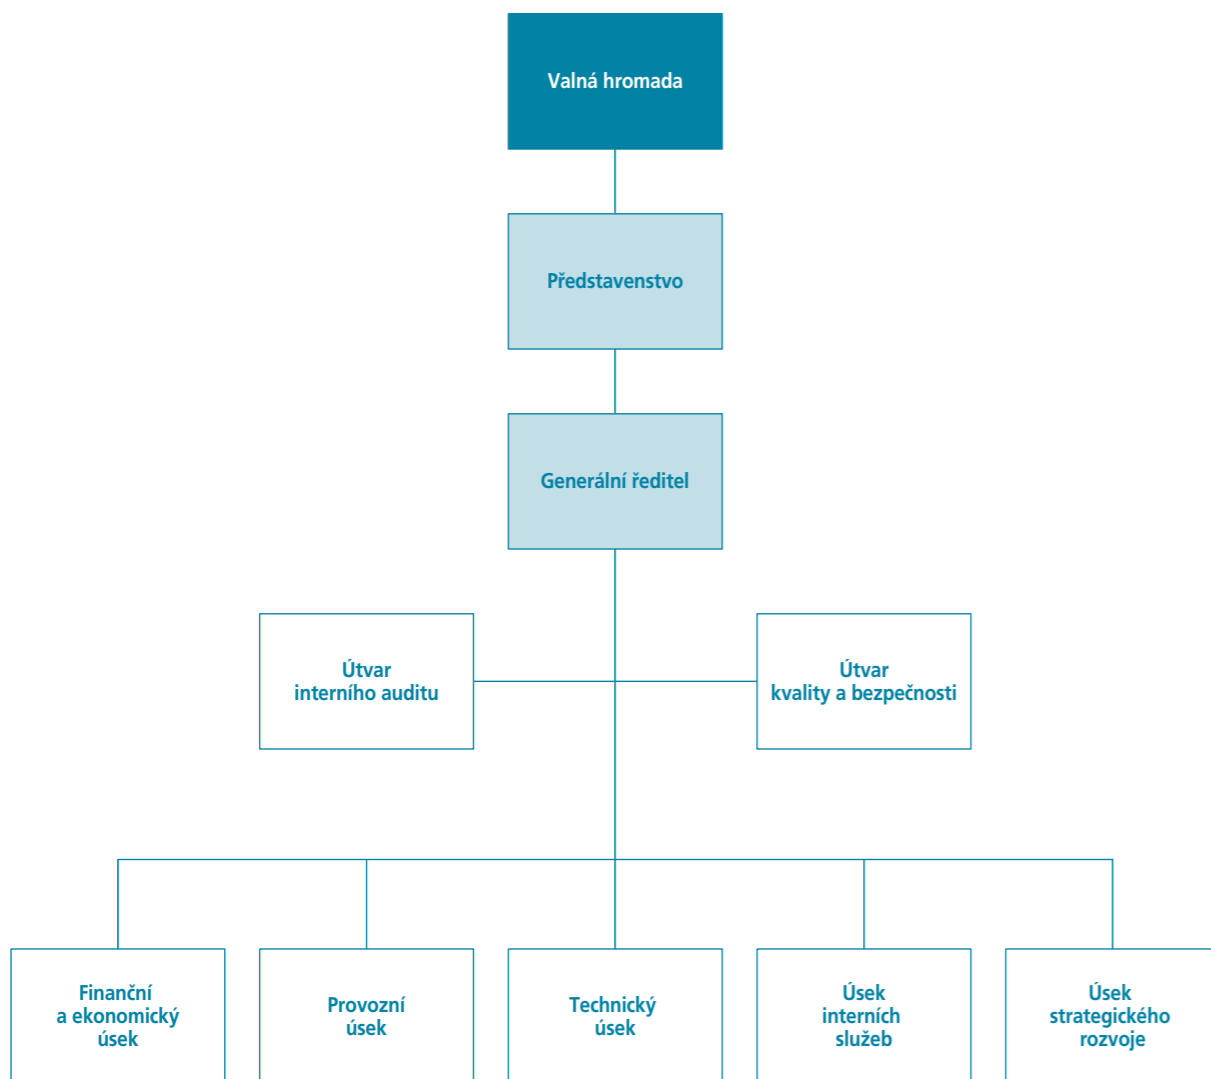 Valná hromada
Představenstvo
Generální ředitel
Útvar
interního auditu
Útvar
kvality a bezpečnosti
Finanční
a ekonomický
úsek
Provozní
úsek
Technický
úsek
Úsek
interních
služeb
Úsek
strategického
rozvoje